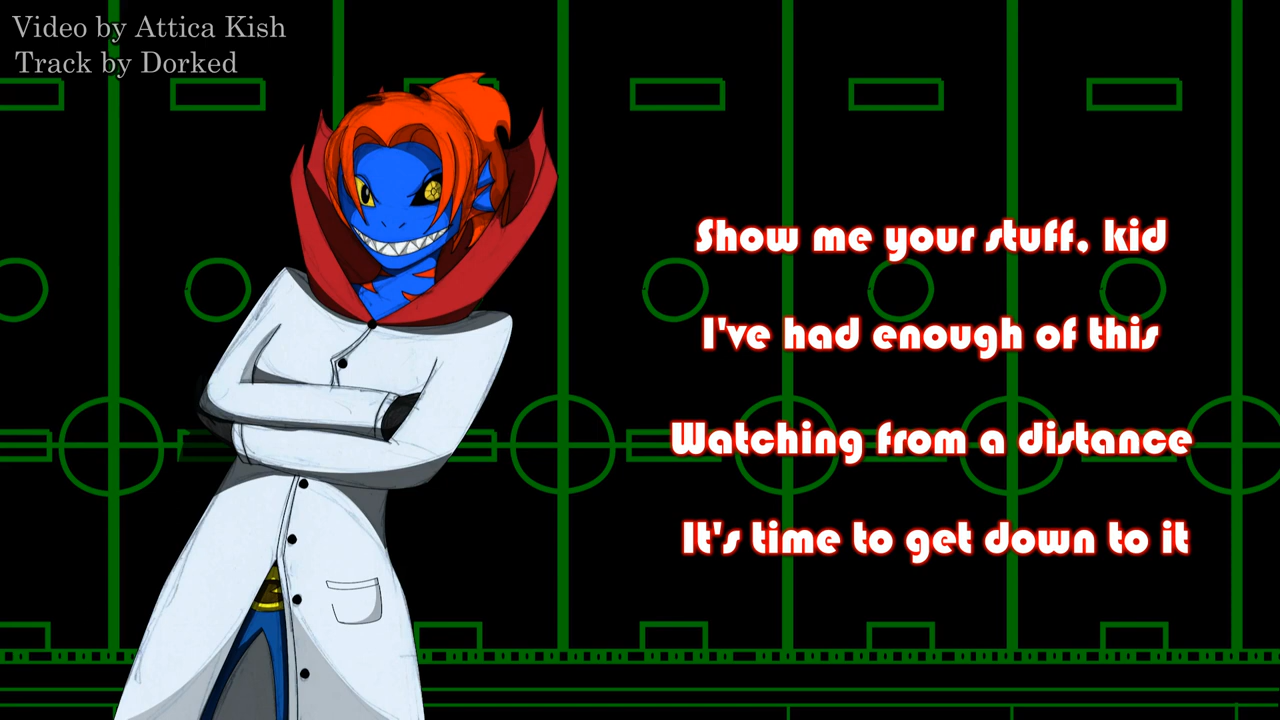 Video by Attica Kish
Track by Dorked
Show me your stuff, kid
I've had enough of this
Watching from a distance
It's time to get down to it